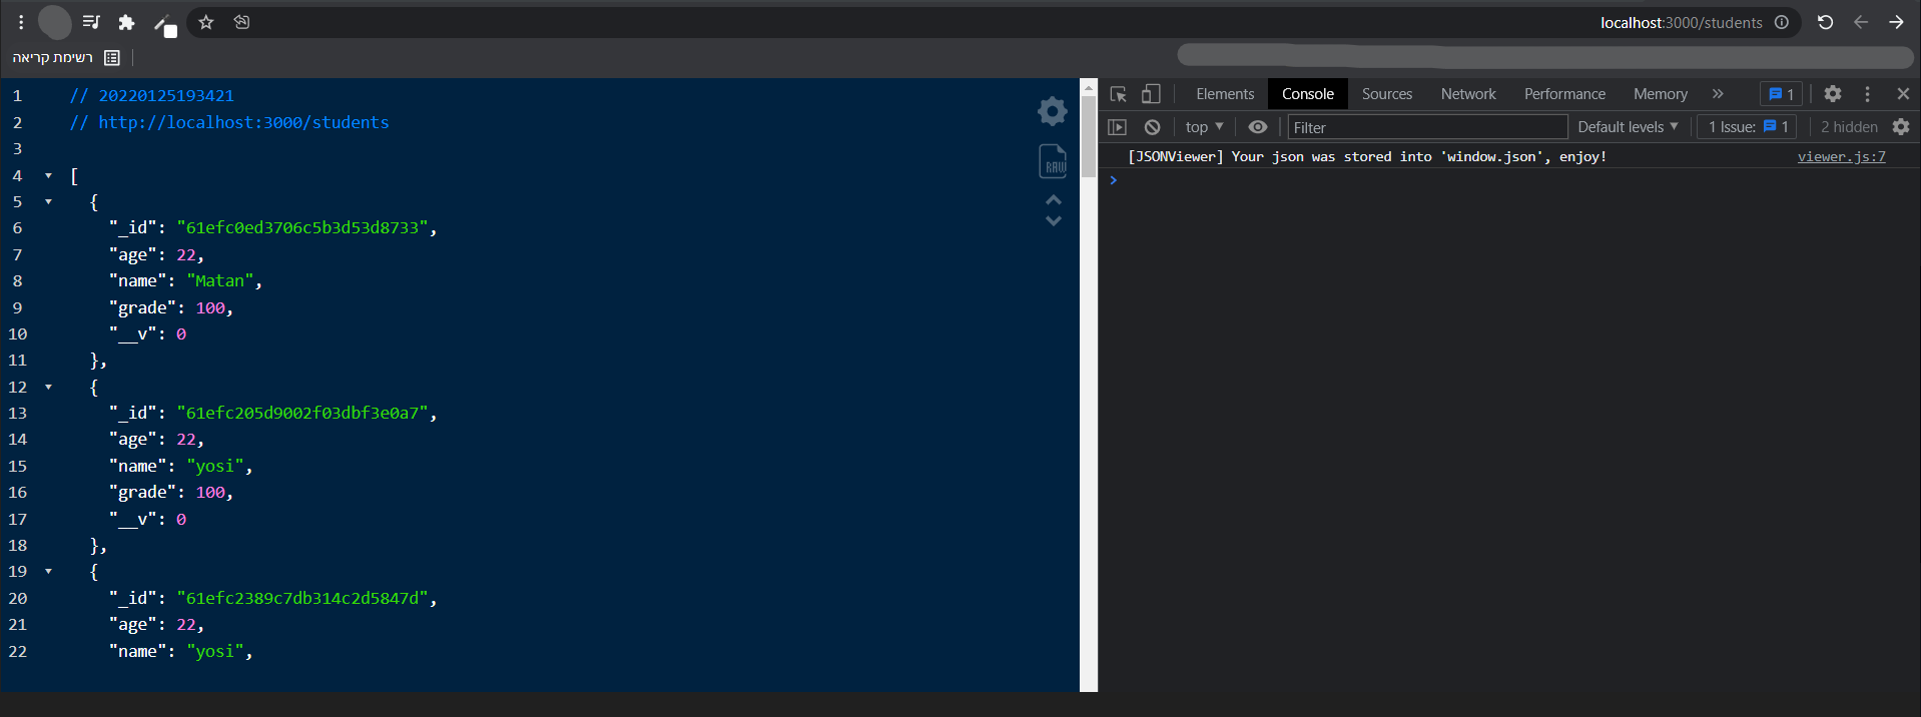 localhost:3000/students
רשימת קריאה
1 // 20220125193421
2 // http://localhost:3000/students
3
4 [
5 {
6 "_id": "61efc0ed3706c5b3d53d8733",
7 "age": 22,
8 "name": "Matan",
9 "grade": 100,
10 "__v": 0
11 },
12 {
13 "_id": "61efc205d9002f03dbf3e0a7",
14 "age": 22,
15 "name": "yosi",
16 "grade": 100,
17 "__v": 0
18 },
19 {
20 "_id": "61efc2389c7db314c2d5847d",
21 "age": 22,
22 "name": "yosi",
RAW
Elements Console Sources Network Performance Memory » 1
top Filter Default levels 1 Issue: 1 2 hidden
[JSONViewer] Your json was stored into 'window.json', enjoy! viewer.js:7